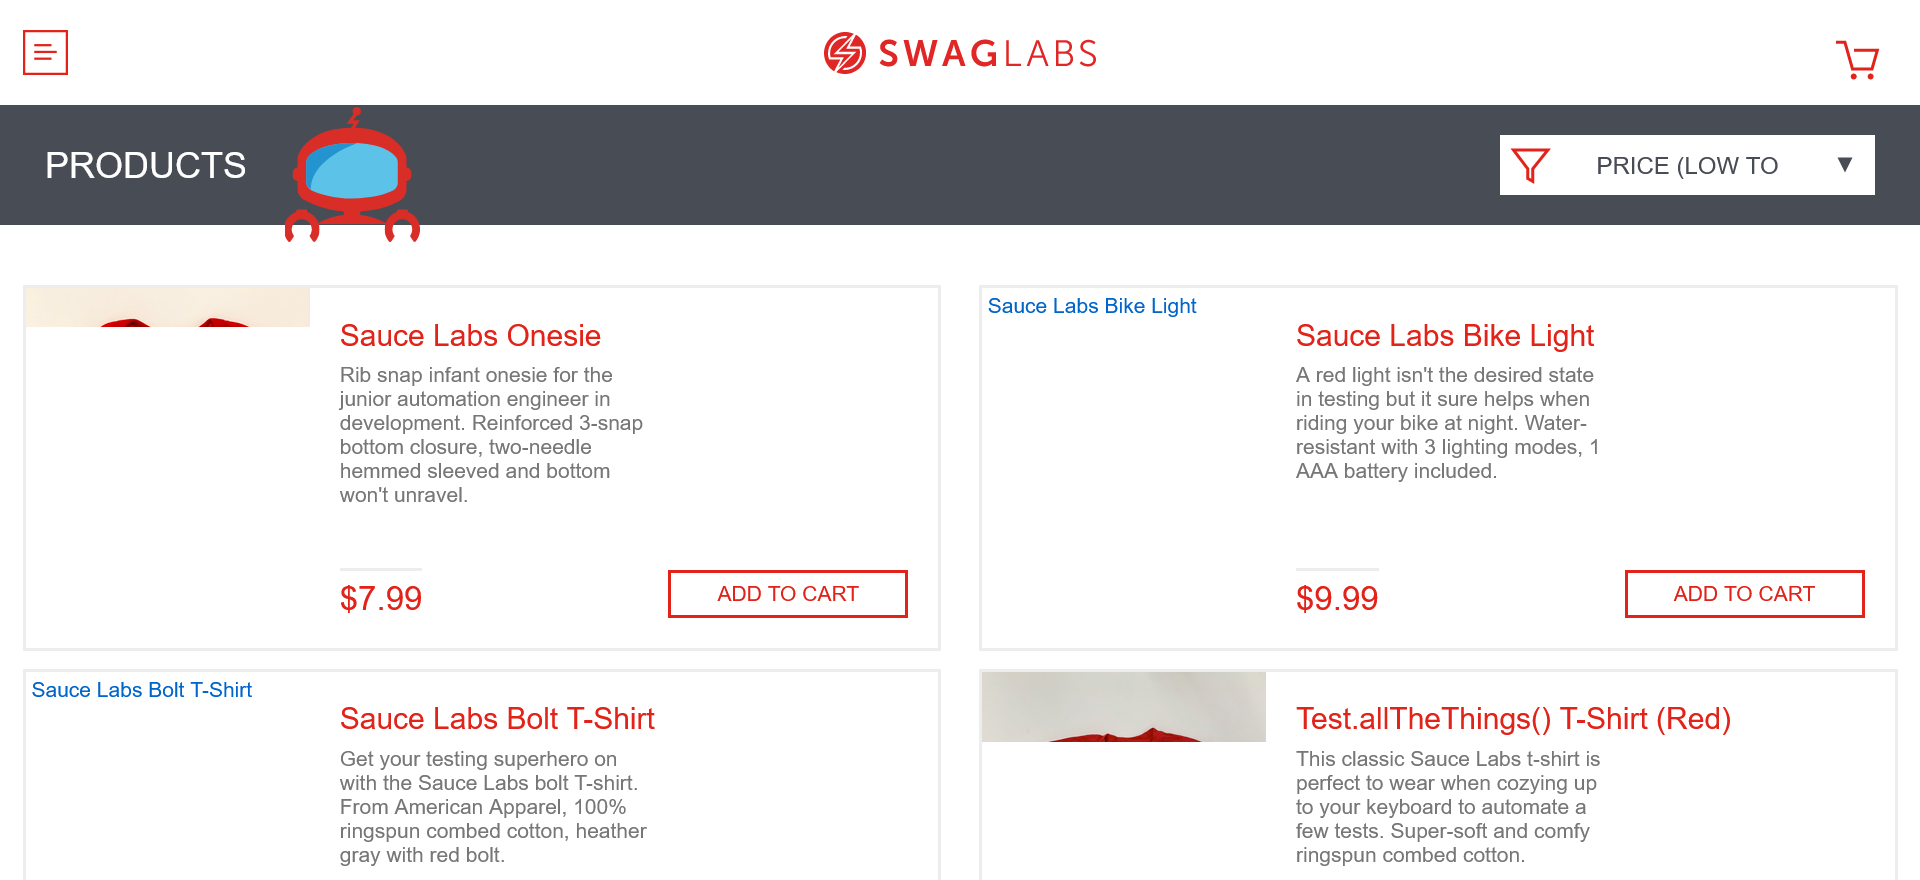 SWAGLABS
PRODUCTS
PRICE (LOW TO
Sauce Labs Onesie
Rib snap infant onesie for the
junior automation engineer in
development. Reinforced 3-snap
bottom closure, two-needle
hemmed sleeved and bottom
won't unravel.
$7.99
ADD TO CART
Sauce Labs Bike Light
Sauce Labs Bike Light
A red light isn't the desired state
in testing but it sure helps when
riding your bike at night. Water-
resistant with 3 lighting modes, 1
AAA battery included.
$9.99
ADD TO CART
Sauce Labs Bolt T-Shirt
Sauce Labs Bolt T-Shirt
Get your testing superhero on
with the Sauce Labs bolt T-shirt.
From American Apparel, 100%
ringspun combed cotton, heather
gray with red bolt.
Test.allTheThings() T-Shirt (Red)
This classic Sauce Labs t-shirt is
perfect to wear when cozying up
to your keyboard to automate a
few tests. Super-soft and comfy
ringspun combed cotton.